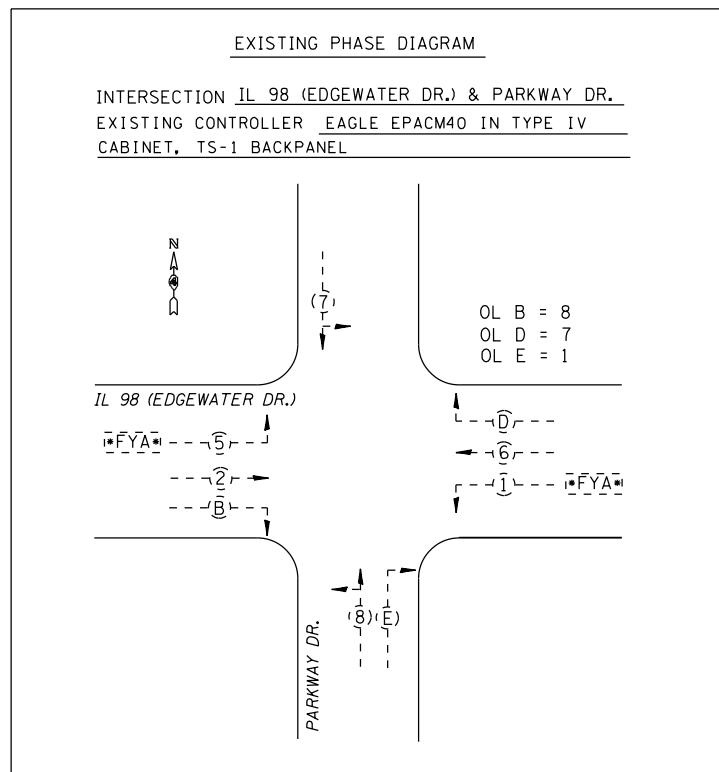 EXISTING PHASE DIAGRAM
INTERSECTION IL 98 (EDGEWATER DR.) & PARKWAY DR.
EXISTING CONTROLLER EAGLE EPACM40 IN TYPE IV
CABINET, TS-1 BACKPANEL
N
(7)
OL B = 8
OL D = 7
OL E = 1
IL 98 (EDGEWATER DR.)
*FYA* 5
2
B
D
6
1 *FYA*
(8) (E)
PARKWAY DR.